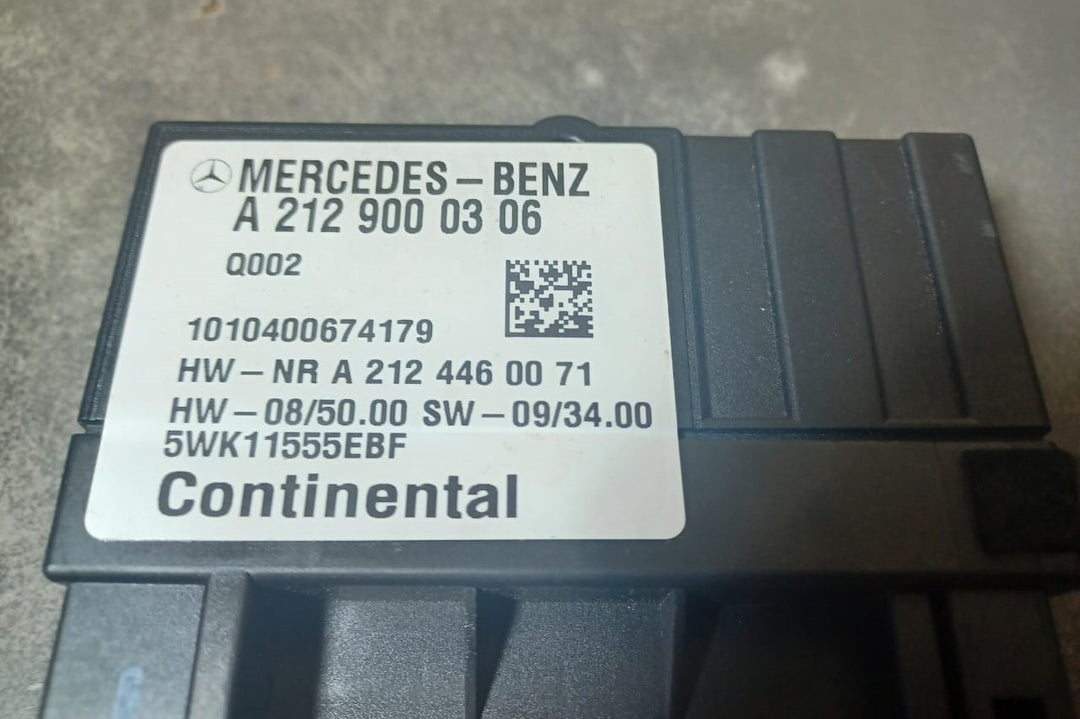 MERCEDES-BENZ
A 212 900 03 06
Q002
1010400674179
HW-NR A 212 446 00 71
HW-08/50.00 SW-09/34.00
5WK11555EBF
Continental